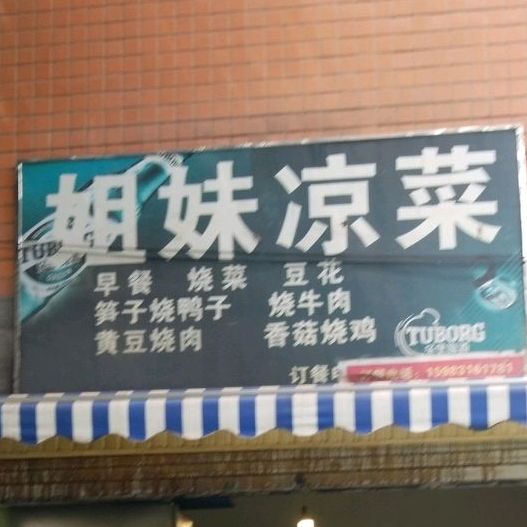 姐妹凉菜
早餐 烧菜 豆花
笋子烧鸭子 烧牛肉
黄豆烧肉 香菇烧鸡
TUBORG
TUBORG
订餐